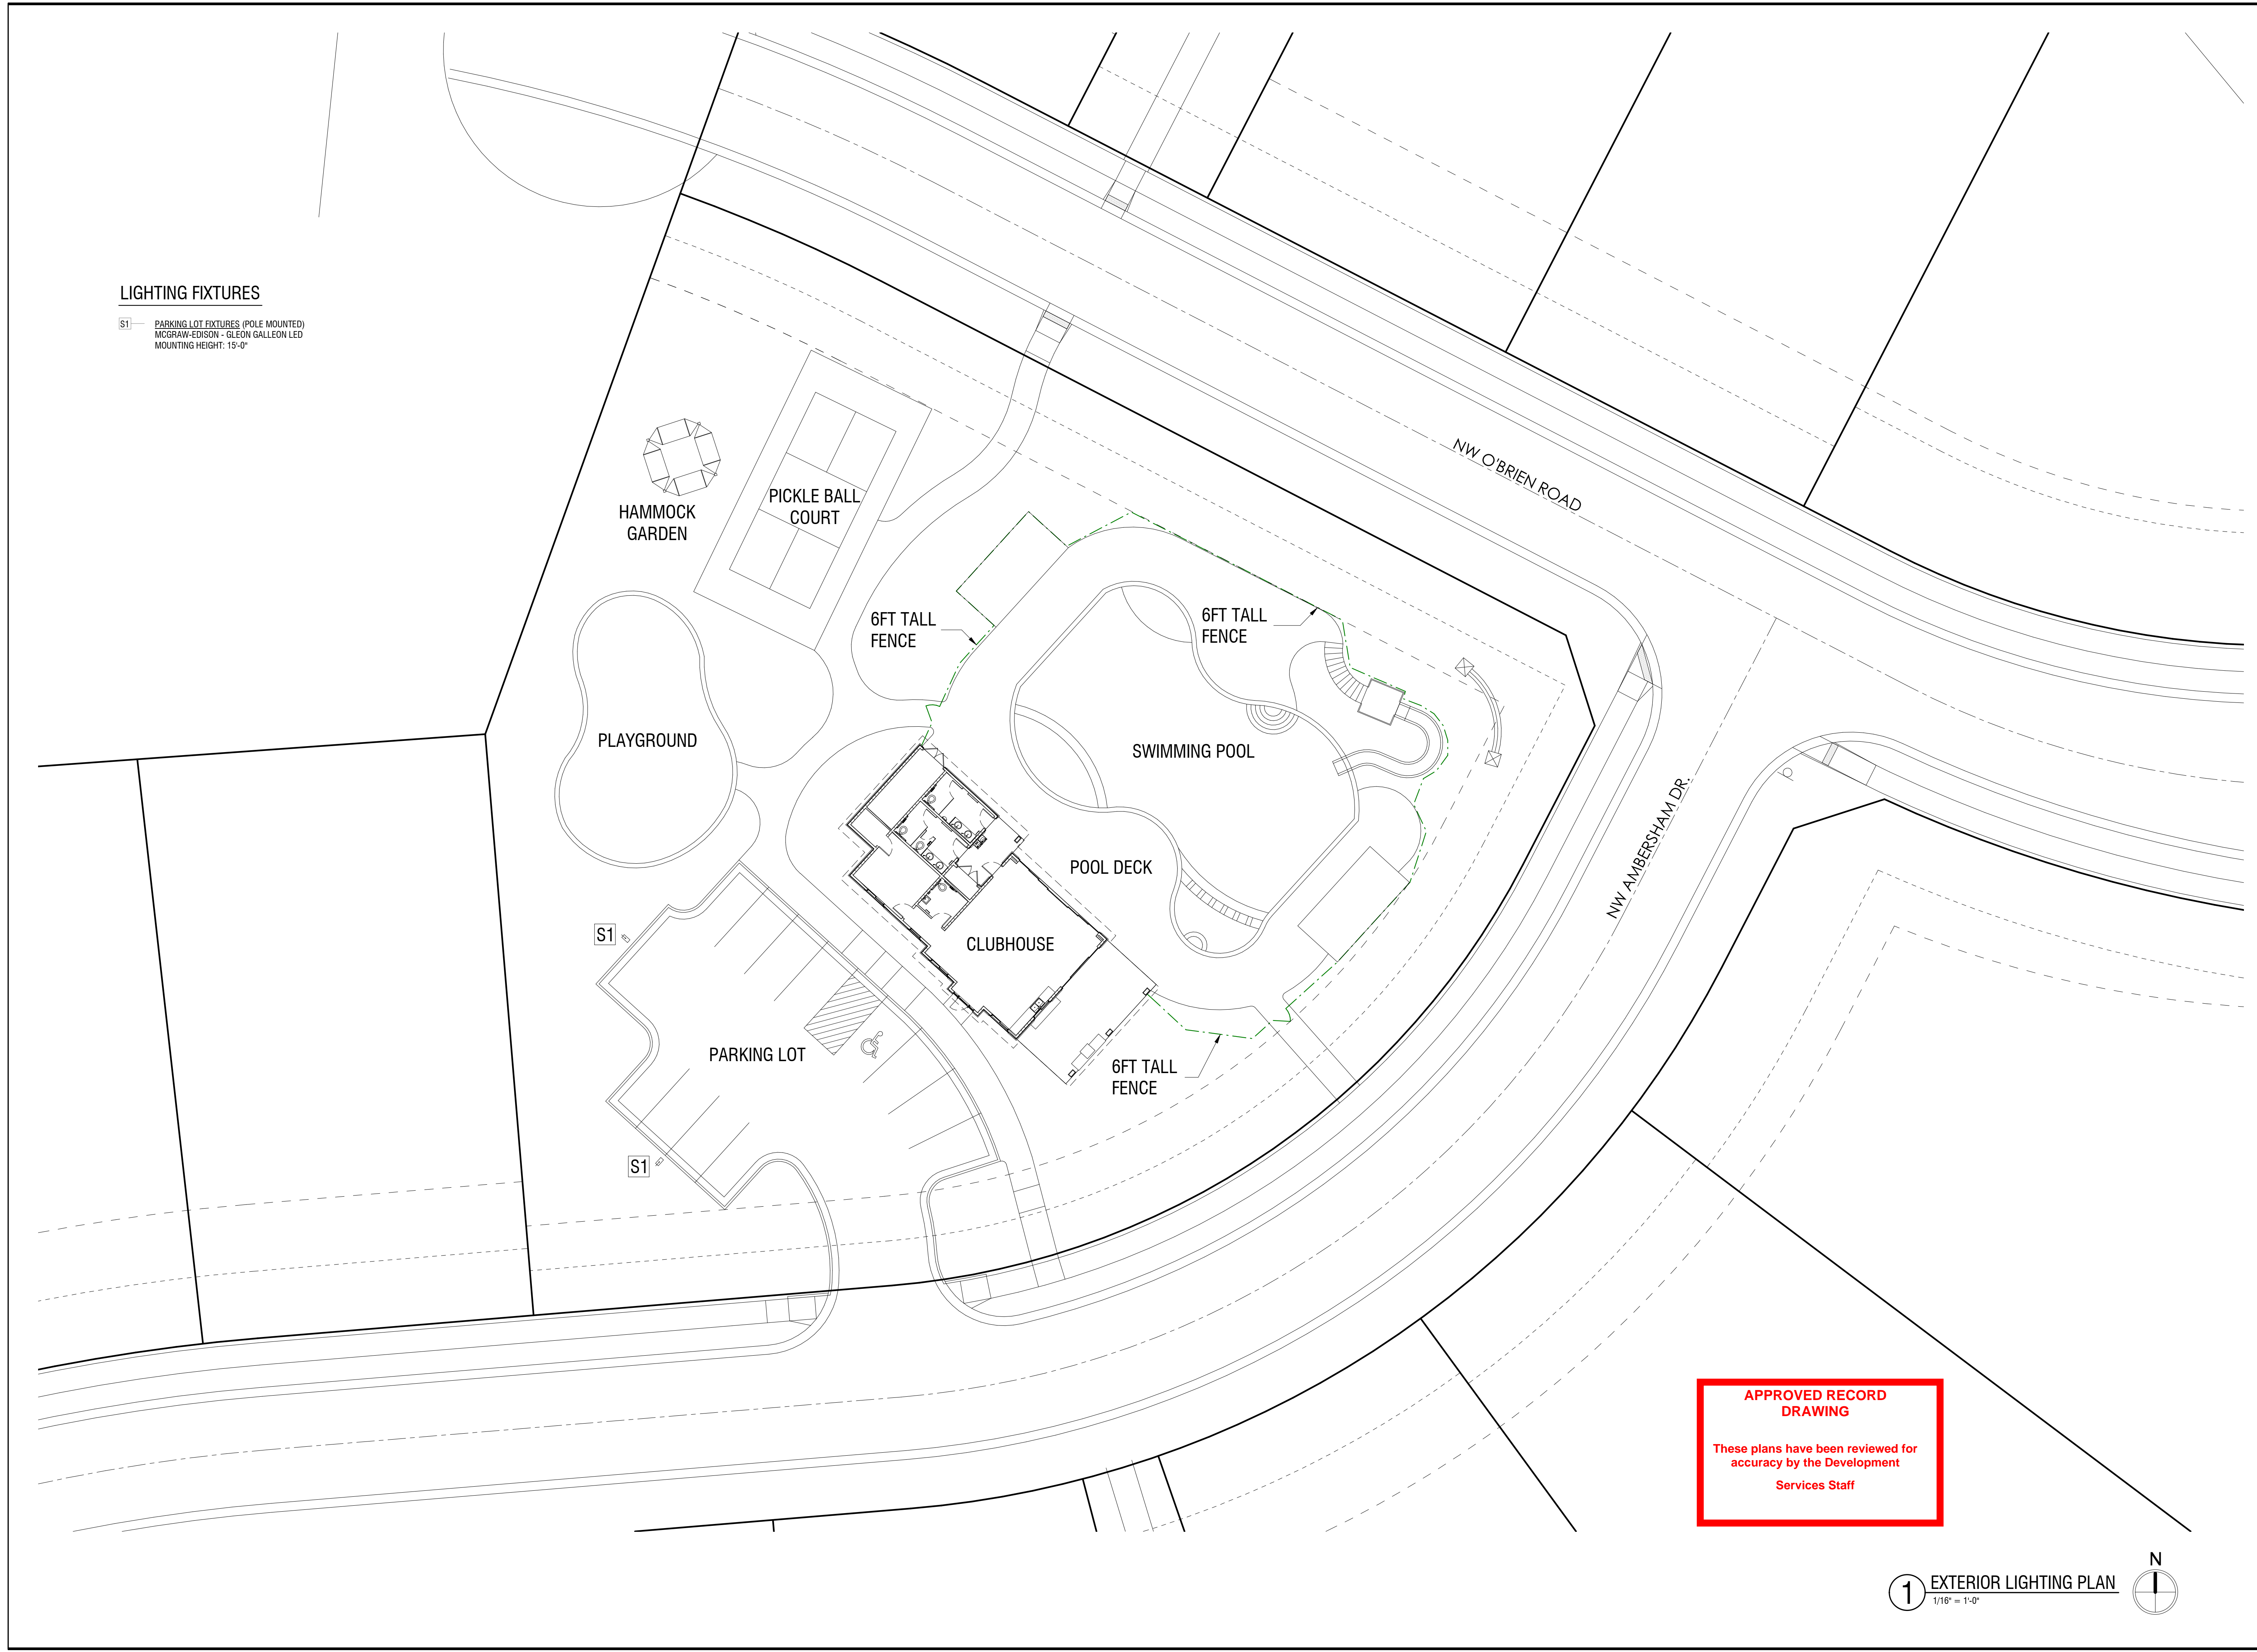 LIGHTING FIXTURES
S1
PARKING LOT FIXTURES (POLE MOUNTED)
MCGRAW-EDISON - GLEON GALLEON LED
MOUNTING HEIGHT: 15'-0"
HAMMOCK
GARDEN
PICKLE BALL
COURT
NW O'BRIEN ROAD
6FT TALL
FENCE
6FT TALL
FENCE
PLAYGROUND
SWIMMING POOL
NW AMBERSHAM DR.
POOL DECK
S1
CLUBHOUSE
PARKING LOT
6FT TALL
FENCE
S1
APPROVED RECORD
DRAWING
These plans have been reviewed for
accuracy by the Development
Services Staff
N
1
EXTERIOR LIGHTING PLAN
1/16" = 1'-0"